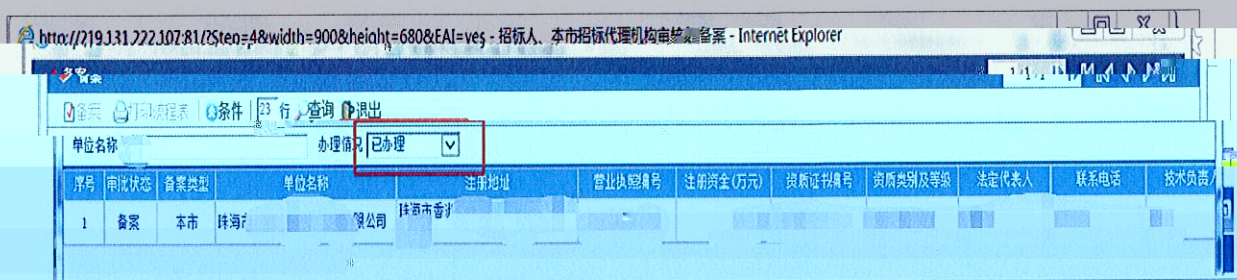 http://219.131.222.107:81/?Step=4&width=900&height=680&EAI=yes - 招标人、本市招标代理机构审核 备案 - Internet Explorer
备案
备案 打印流程表 条件 23 行 查询 退出
单位名称 办理情况 已办理
序号 审批状态 备案类型 单位名称 注册地址 营业执照编号 注册资金(万元) 资质证书编号 资质类别及等级 法定代表人 联系电话 技术负责人
1 备案 本市 珠海 限公司 珠海市香